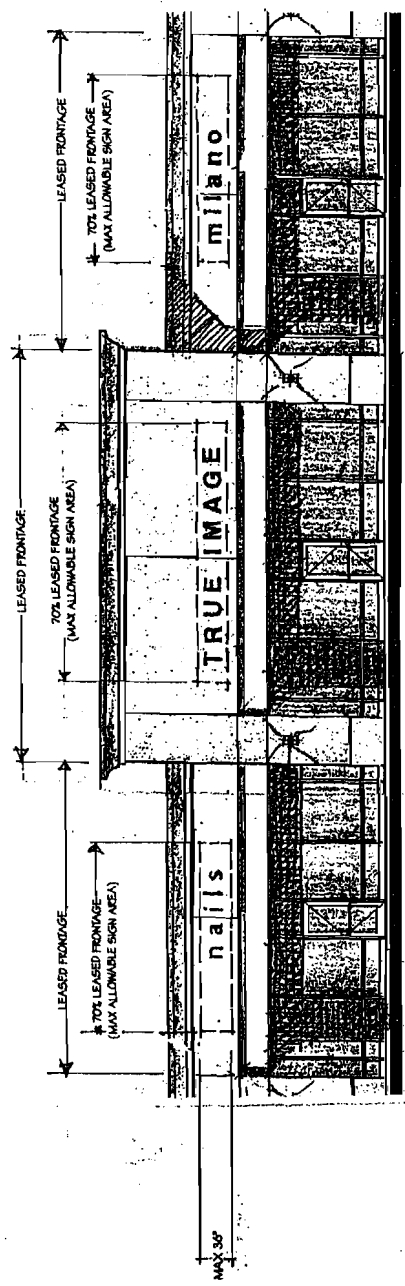 LEASED FRONTAGE
70% LEASED FRONTAGE
(MAX ALLOWABLE SIGN AREA)
nails
MAX 36"
LEASED FRONTAGE
70% LEASED FRONTAGE
(MAX ALLOWABLE SIGN AREA)
TRUE IMAGE
LEASED FRONTAGE
70% LEASED FRONTAGE
(MAX ALLOWABLE SIGN AREA)
milano